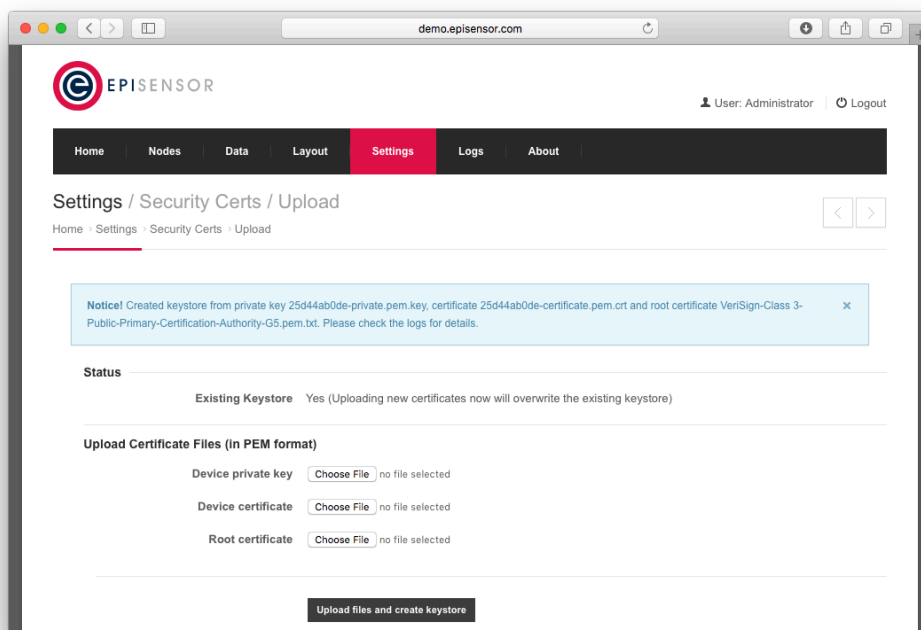 demo.episensor.com
e EPISENSOR
User: Administrator Logout
Home Nodes Data Layout Settings Logs About
Settings / Security Certs / Upload
Home › Settings › Security Certs › Upload
Notice! Created keystore from private key 25d44ab0de-private.pem.key, certificate 25d44ab0de-certificate.pem.crt and root certificate VeriSign-Class 3-
Public-Primary-Certification-Authority-G5.pem.txt. Please check the logs for details.
Status
Existing Keystore Yes (Uploading new certificates now will overwrite the existing keystore)
Upload Certificate Files (in PEM format)
Device private key Choose File no file selected
Device certificate Choose File no file selected
Root certificate Choose File no file selected
Upload files and create keystore